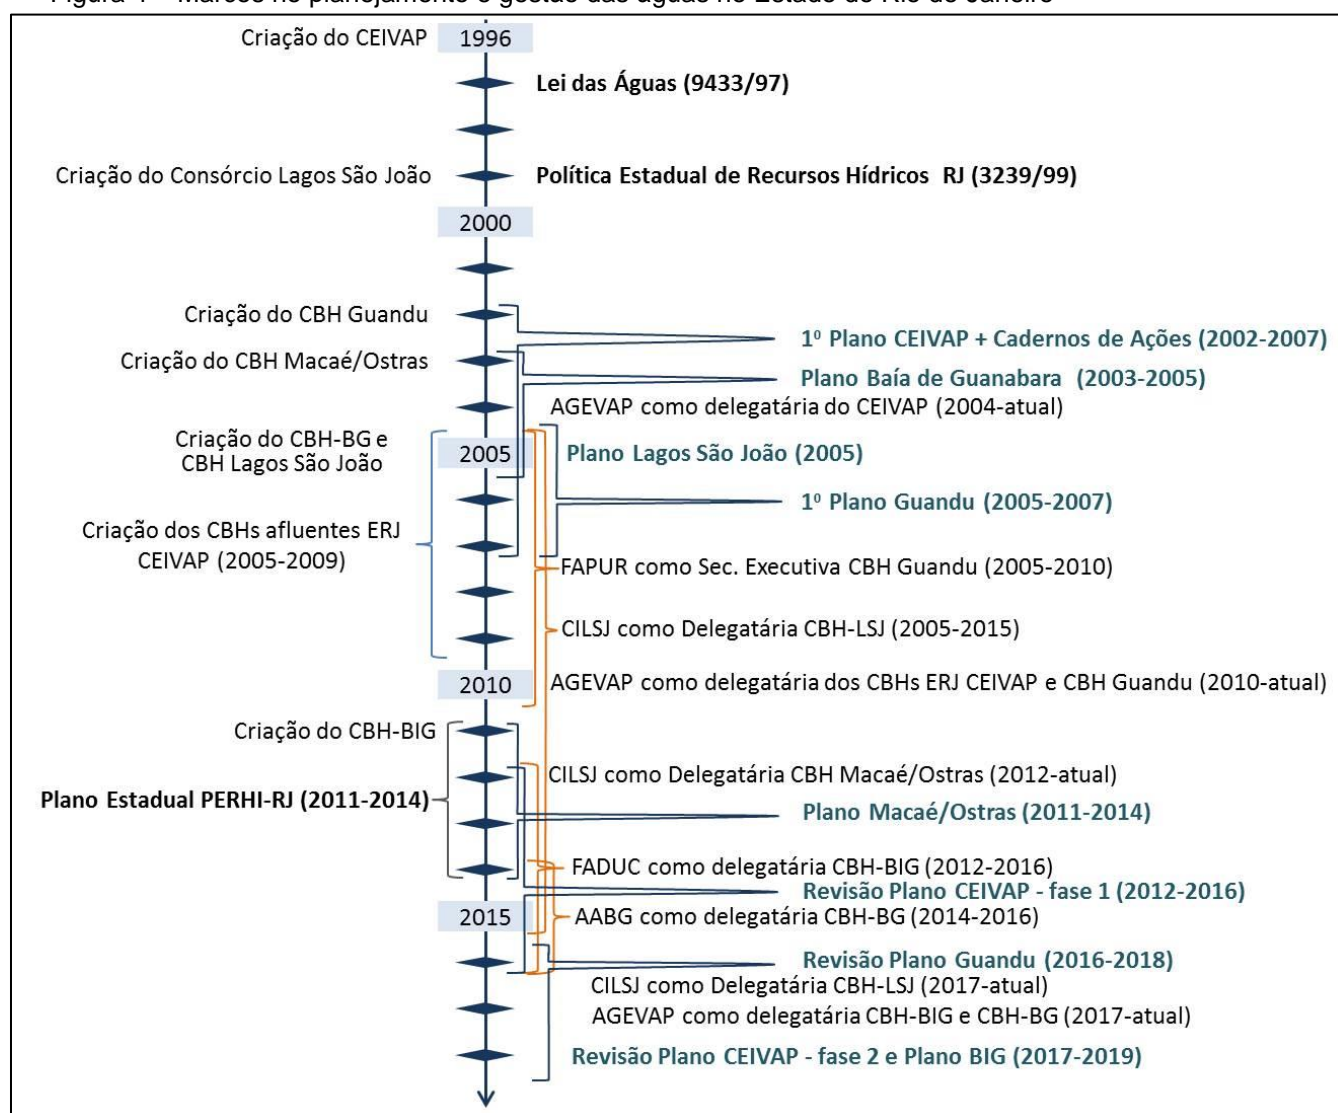 Figura 4 – Marcos no planejamento e gestão das águas no Estado do Rio de Janeiro
Criação do CEIVAP
1996
Lei das Águas (9433/97)
Criação do Consórcio Lagos São João
Política Estadual de Recursos Hídricos RJ (3239/99)
2000
Criação do CBH Guandu
1º Plano CEIVAP + Cadernos de Ações (2002-2007)
Criação do CBH Macaé/Ostras
Plano Baía de Guanabara (2003-2005)
AGEVAP como delegatária do CEIVAP (2004-atual)
Criação do CBH-BG e
CBH Lagos São João
2005
Plano Lagos São João (2005)
1º Plano Guandu (2005-2007)
Criação dos CBHs afluentes ERJ
CEIVAP (2005-2009)
FAPUR como Sec. Executiva CBH Guandu (2005-2010)
CILSJ como Delegatária CBH-LSJ (2005-2015)
2010
AGEVAP como delegatária dos CBHs ERJ CEIVAP e CBH Guandu (2010-atual)
Criação do CBH-BIG
CILSJ como Delegatária CBH Macaé/Ostras (2012-atual)
Plano Estadual PERHI-RJ (2011-2014)
Plano Macaé/Ostras (2011-2014)
FADUC como delegatária CBH-BIG (2012-2016)
Revisão Plano CEIVAP - fase 1 (2012-2016)
2015
AABG como delegatária CBH-BG (2014-2016)
Revisão Plano Guandu (2016-2018)
CILSJ como Delegatária CBH-LSJ (2017-atual)
AGEVAP como delegatária CBH-BIG e CBH-BG (2017-atual)
Revisão Plano CEIVAP - fase 2 e Plano BIG (2017-2019)